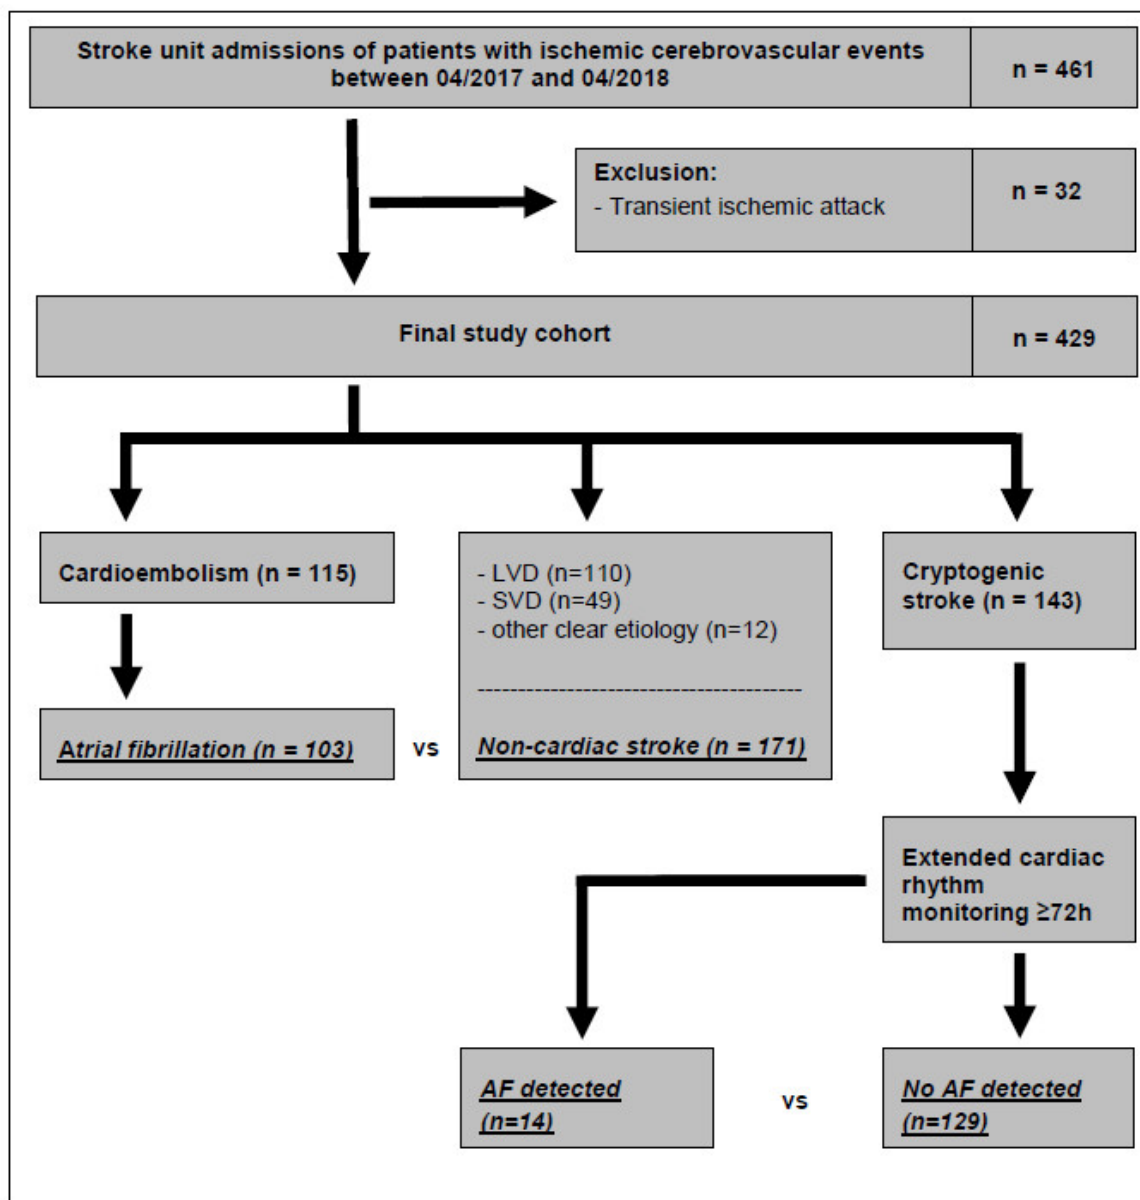 Stroke unit admissions of patients with ischemic cerebrovascular events
between 04/2017 and 04/2018
n = 461
Exclusion:
- Transient ischemic attack
n = 32
Final study cohort
n = 429
Cardioembolism (n = 115)
- LVD (n=110)
- SVD (n=49)
- other clear etiology (n=12)
----------------------------------------
Cryptogenic
stroke (n = 143)
Atrial fibrillation (n = 103)
vs
Non-cardiac stroke (n = 171)
Extended cardiac
rhythm
monitoring ≥72h
AF detected
(n=14)
vs
No AF detected
(n=129)